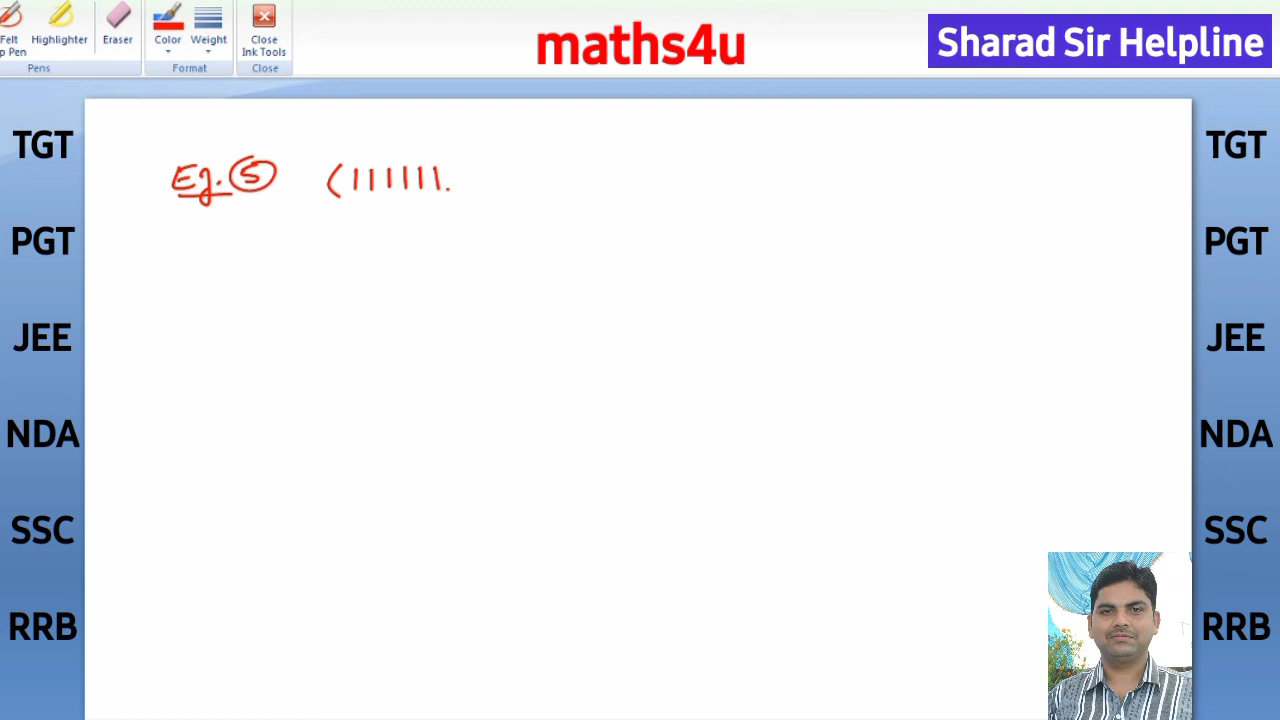 Felt
p Pen
Highlighter
Eraser
Color
Weight
Close
Ink Tools
Pens
Format
Close
maths4u
Sharad Sir Helpline
Eg. 5 (111111.
TGT
PGT
JEE
NDA
SSC
RRB
TGT
PGT
JEE
NDA
SSC
RRB